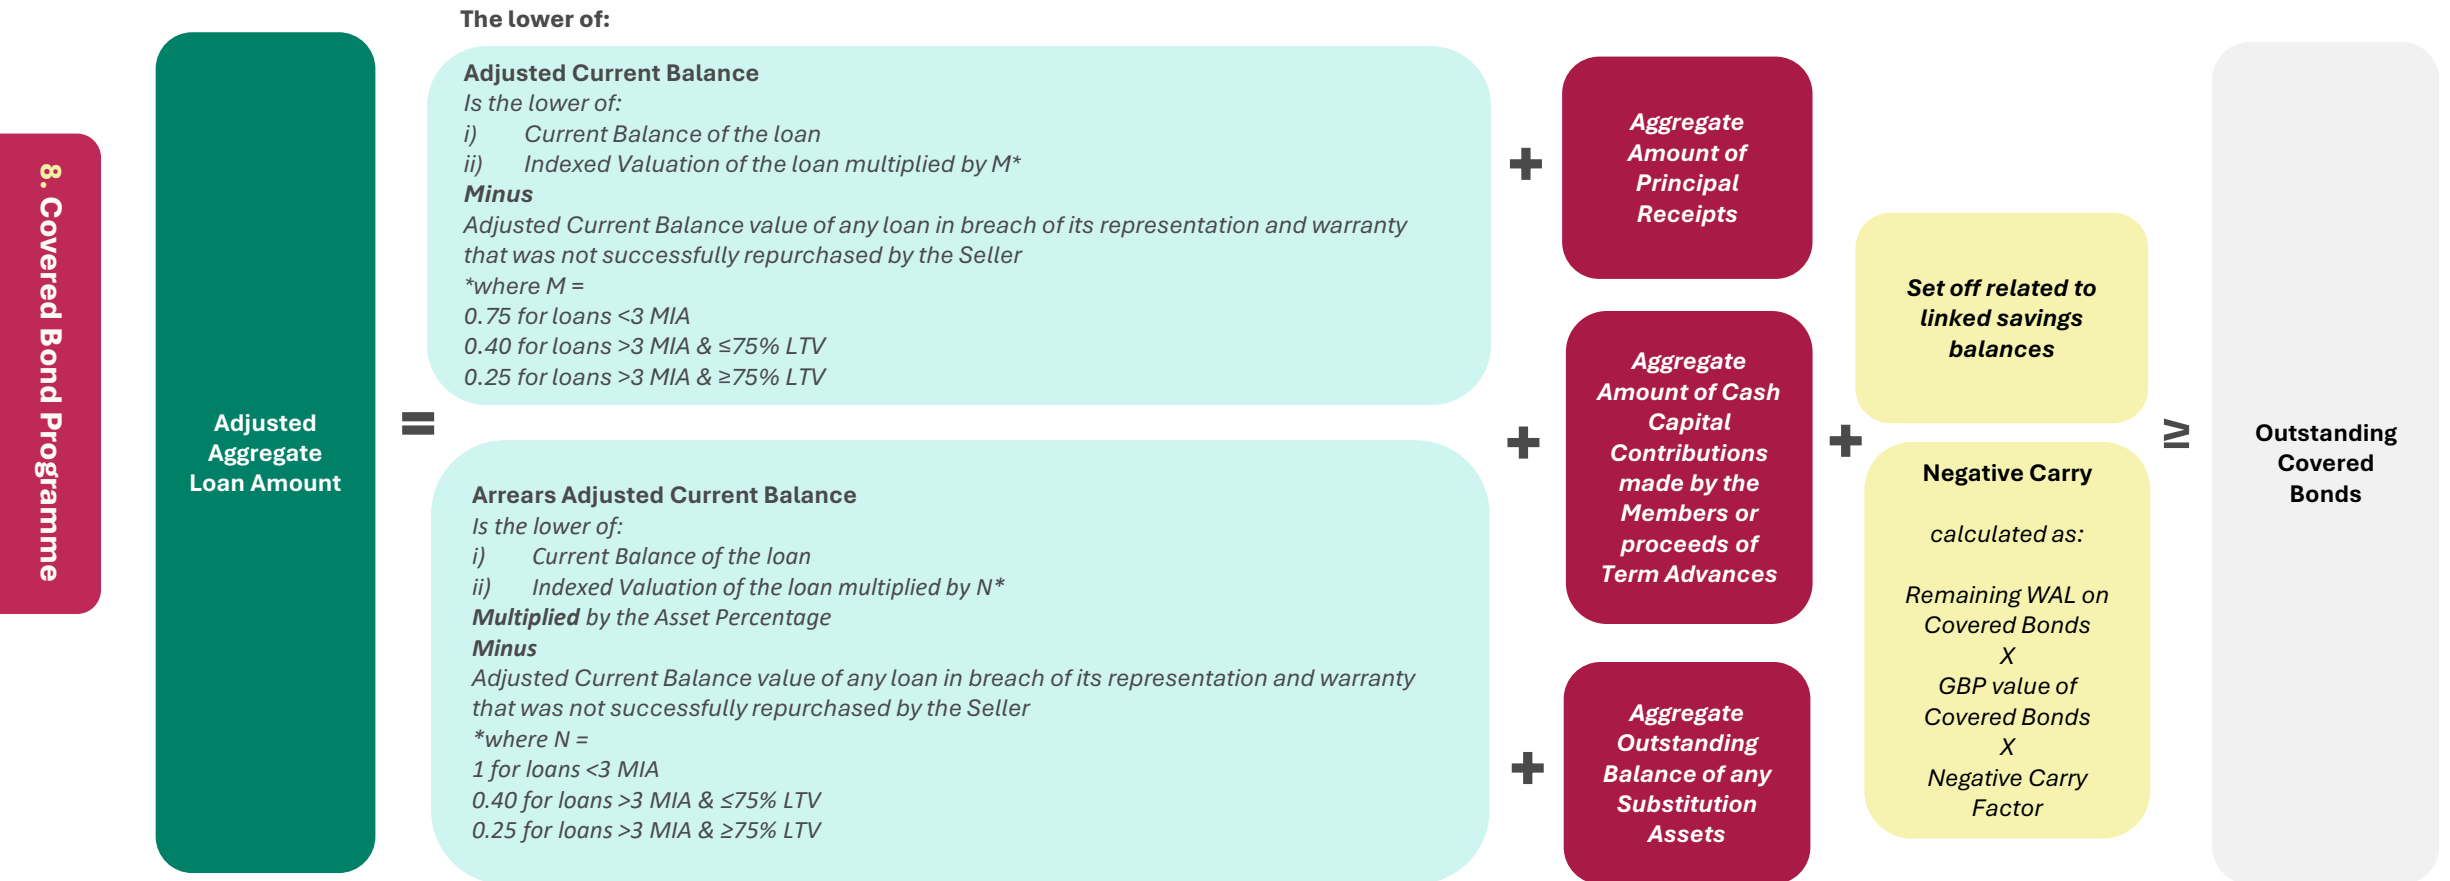 The lower of:
8. Covered Bond Programme
Adjusted
Aggregate
Loan Amount
=
Adjusted Current Balance
Is the lower of:
i) Current Balance of the loan
ii) Indexed Valuation of the loan multiplied by M*
Minus
Adjusted Current Balance value of any loan in breach of its representation and warranty
that was not successfully repurchased by the Seller
*where M =
0.75 for loans <3 MIA
0.40 for loans >3 MIA & ≤75% LTV
0.25 for loans >3 MIA & ≥75% LTV
Arrears Adjusted Current Balance
Is the lower of:
i) Current Balance of the loan
ii) Indexed Valuation of the loan multiplied by N*
Multiplied by the Asset Percentage
Minus
Adjusted Current Balance value of any loan in breach of its representation and warranty
that was not successfully repurchased by the Seller
*where N =
1 for loans <3 MIA
0.40 for loans >3 MIA & ≤75% LTV
0.25 for loans >3 MIA & ≥75% LTV
+
Aggregate
Amount of
Principal
Receipts
+
Aggregate
Amount of Cash
Capital
Contributions
made by the
Members or
proceeds of
Term Advances
+
Aggregate
Outstanding
Balance of any
Substitution
Assets
+
Set off related to
linked savings
balances
Negative Carry
calculated as:
Remaining WAL on
Covered Bonds
X
GBP value of
Covered Bonds
X
Negative Carry
Factor
≥
Outstanding
Covered
Bonds